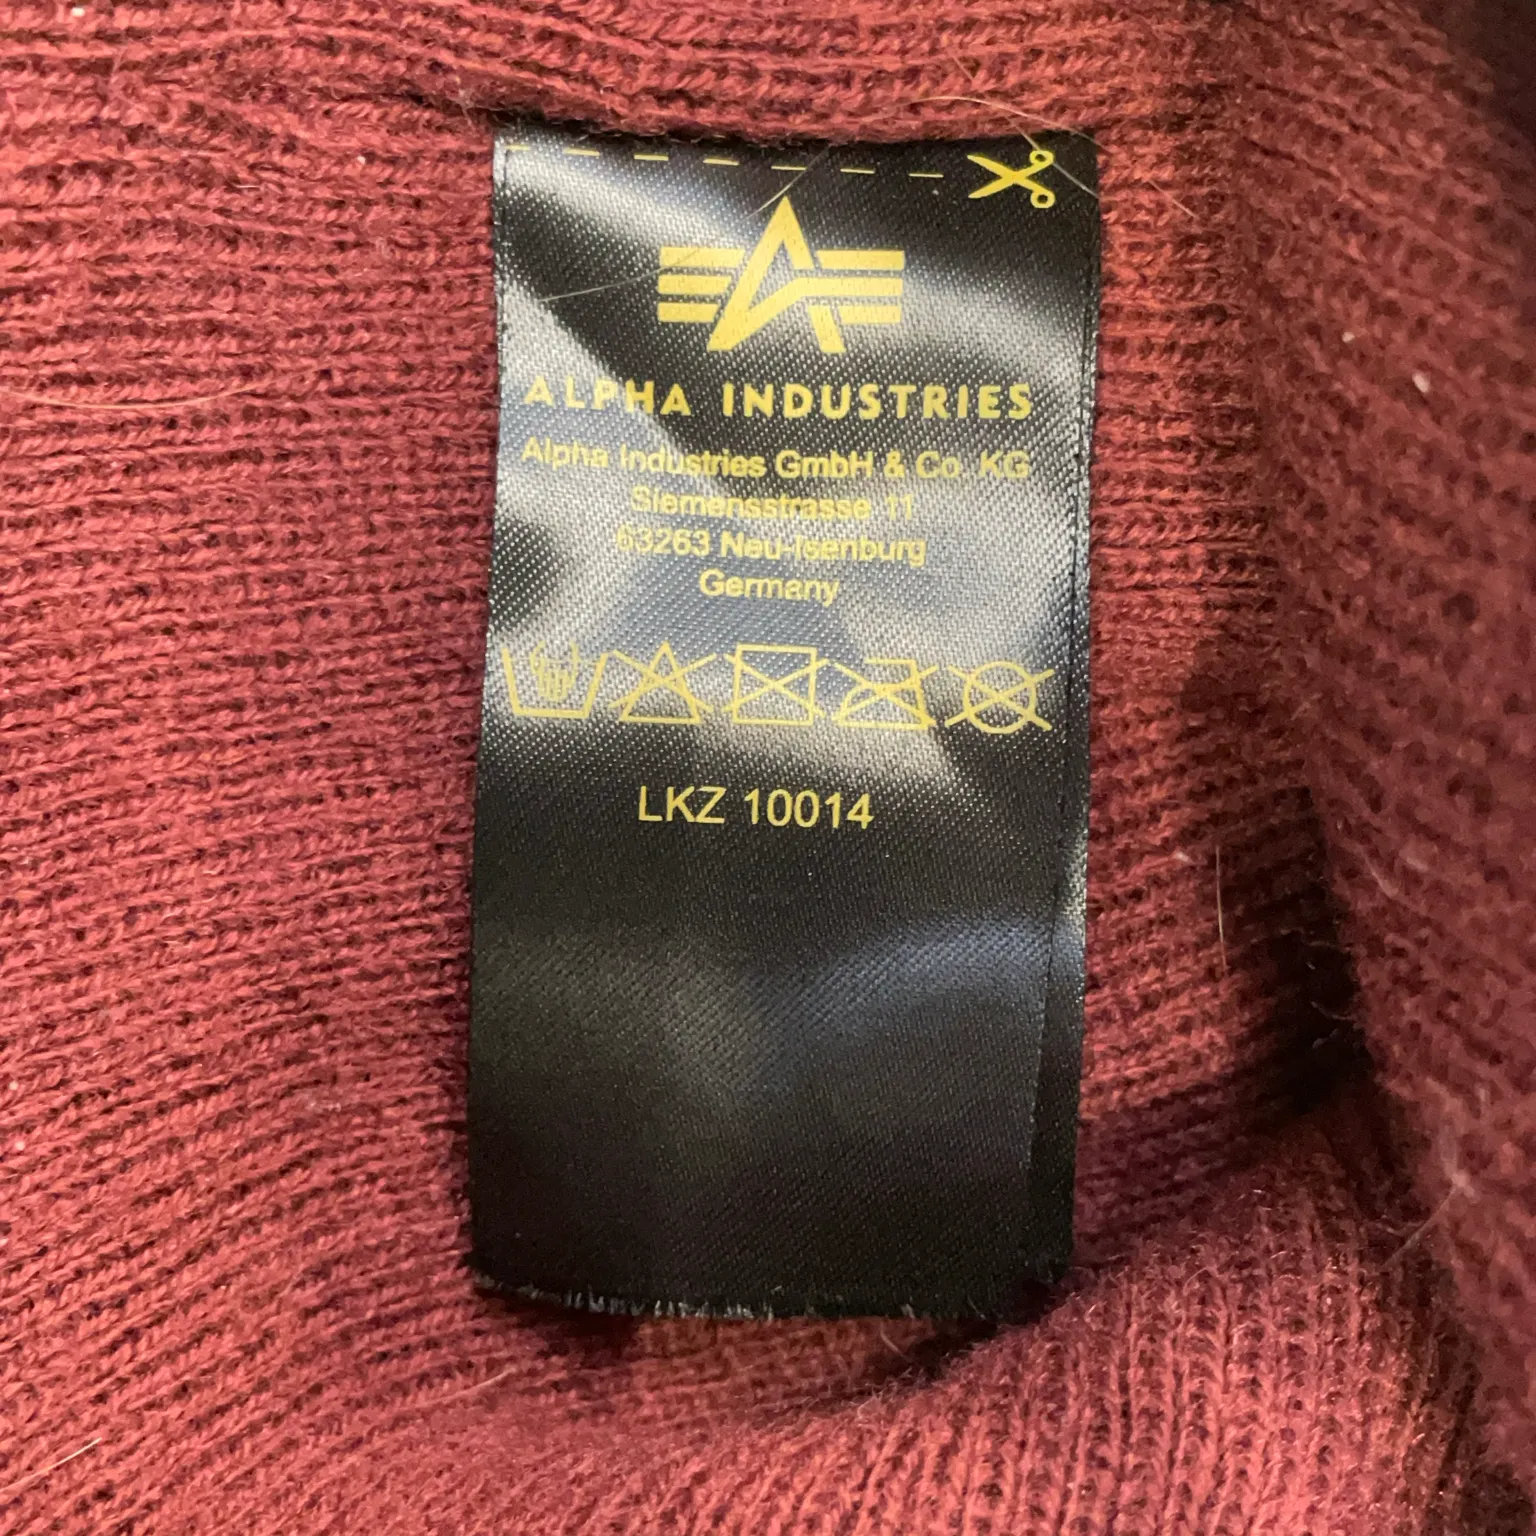 ALPHA INDUSTRIES
Alpha Industries GmbH & Co. KG
Siemensstrasse 11
63263 Neu-Isenburg
Germany
LKZ 10014